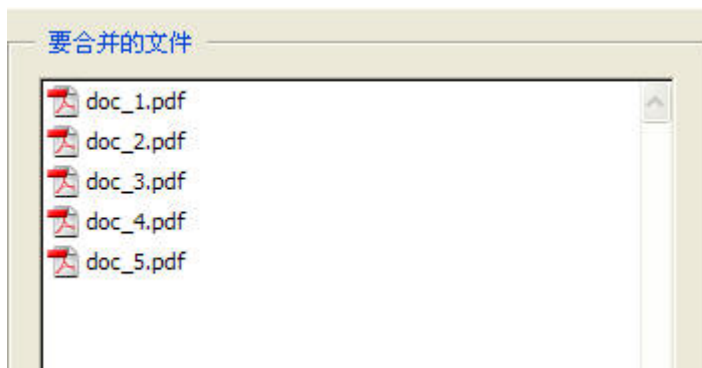 要合并的文件
doc_1.pdf
doc_2.pdf
doc_3.pdf
doc_4.pdf
doc_5.pdf